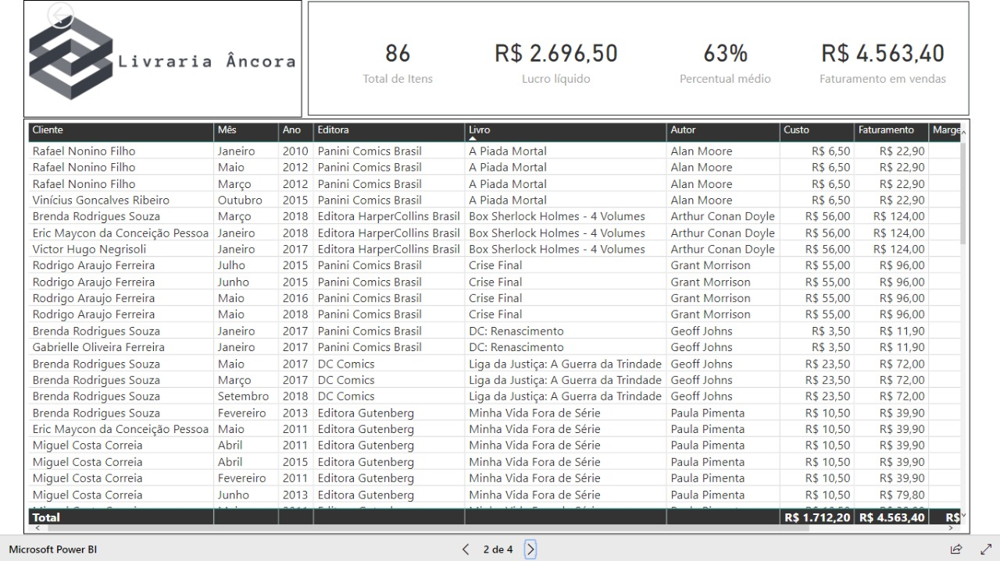 Livraria Âncora
86 R$ 2.696,50 63% R$ 4.563,40
Total de Itens Lucro líquido Percentual médio Faturamento em vendas
Cliente Mês Ano Editora Livro Autor Custo Faturamento Marge
Rafael Nonino Filho Janeiro 2010 Panini Comics Brasil A Piada Mortal Alan Moore R$ 6,50 R$ 22,90
Rafael Nonino Filho Maio 2012 Panini Comics Brasil A Piada Mortal Alan Moore R$ 6,50 R$ 22,90
Rafael Nonino Filho Março 2012 Panini Comics Brasil A Piada Mortal Alan Moore R$ 6,50 R$ 22,90
Vinícius Goncalves Ribeiro Outubro 2015 Panini Comics Brasil A Piada Mortal Alan Moore R$ 6,50 R$ 22,90
Brenda Rodrigues Souza Março 2018 Editora HarperCollins Brasil Box Sherlock Holmes - 4 Volumes Arthur Conan Doyle R$ 56,00 R$ 124,00
Eric Maycon da Conceição Pessoa Janeiro 2018 Editora HarperCollins Brasil Box Sherlock Holmes - 4 Volumes Arthur Conan Doyle R$ 56,00 R$ 124,00
Victor Hugo Negrisoli Janeiro 2017 Editora HarperCollins Brasil Box Sherlock Holmes - 4 Volumes Arthur Conan Doyle R$ 56,00 R$ 124,00
Rodrigo Araujo Ferreira Julho 2015 Panini Comics Brasil Crise Final Grant Morrison R$ 55,00 R$ 96,00
Rodrigo Araujo Ferreira Junho 2015 Panini Comics Brasil Crise Final Grant Morrison R$ 55,00 R$ 96,00
Rodrigo Araujo Ferreira Maio 2016 Panini Comics Brasil Crise Final Grant Morrison R$ 55,00 R$ 96,00
Rodrigo Araujo Ferreira Maio 2018 Panini Comics Brasil Crise Final Grant Morrison R$ 55,00 R$ 96,00
Brenda Rodrigues Souza Janeiro 2017 Panini Comics Brasil DC: Renascimento Geoff Johns R$ 3,50 R$ 11,90
Gabrielle Oliveira Ferreira Janeiro 2017 Panini Comics Brasil DC: Renascimento Geoff Johns R$ 3,50 R$ 11,90
Brenda Rodrigues Souza Maio 2017 DC Comics Liga da Justiça: A Guerra da Trindade Geoff Johns R$ 23,50 R$ 72,00
Brenda Rodrigues Souza Março 2017 DC Comics Liga da Justiça: A Guerra da Trindade Geoff Johns R$ 23,50 R$ 72,00
Brenda Rodrigues Souza Setembro 2018 DC Comics Liga da Justiça: A Guerra da Trindade Geoff Johns R$ 23,50 R$ 72,00
Brenda Rodrigues Souza Fevereiro 2013 Editora Gutenberg Minha Vida Fora de Série Paula Pimenta R$ 10,50 R$ 39,90
Eric Maycon da Conceição Pessoa Maio 2011 Editora Gutenberg Minha Vida Fora de Série Paula Pimenta R$ 10,50 R$ 39,90
Miguel Costa Correia Abril 2011 Editora Gutenberg Minha Vida Fora de Série Paula Pimenta R$ 10,50 R$ 39,90
Miguel Costa Correia Abril 2015 Editora Gutenberg Minha Vida Fora de Série Paula Pimenta R$ 10,50 R$ 39,90
Miguel Costa Correia Fevereiro 2011 Editora Gutenberg Minha Vida Fora de Série Paula Pimenta R$ 10,50 R$ 39,90
Miguel Costa Correia Junho 2013 Editora Gutenberg Minha Vida Fora de Série Paula Pimenta R$ 10,50 R$ 79,80
Total R$ 1.712,20 R$ 4.563,40 R$
Microsoft Power BI 2 de 4